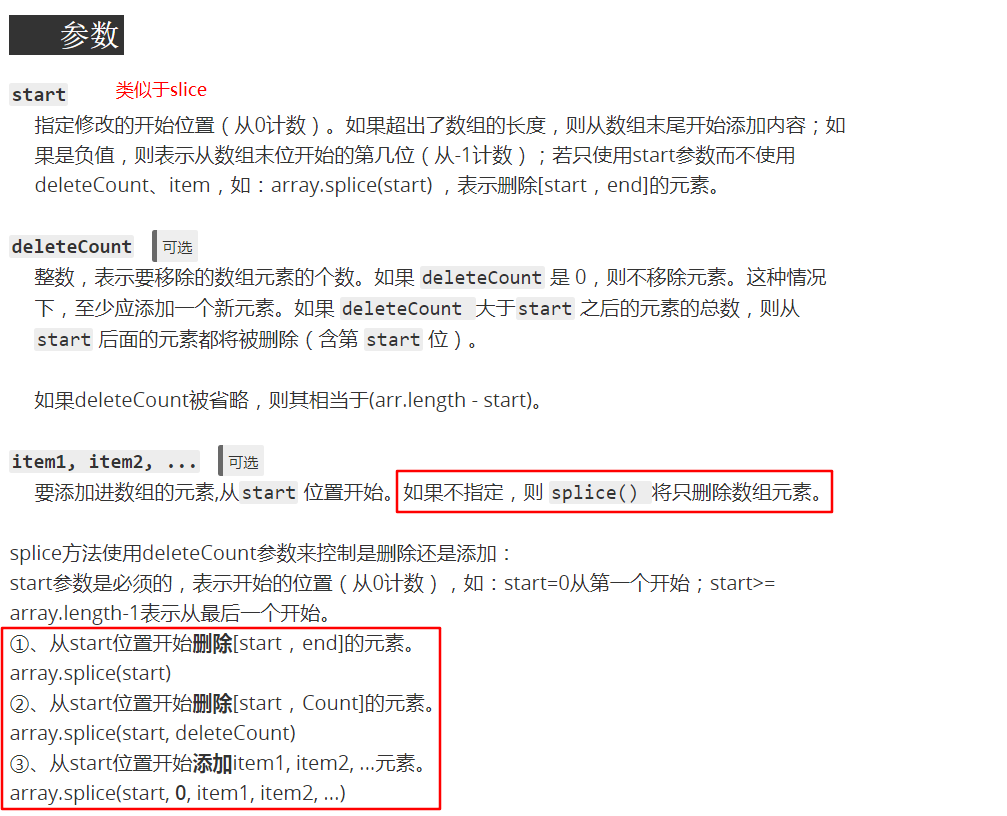 参数
start 类似于slice
指定修改的开始位置（从0计数）。如果超出了数组的长度，则从数组末尾开始添加内容；如
果是负值，则表示从数组末位开始的第几位（从-1计数）；若只使用start参数而不使用
deleteCount、item，如：array.splice(start) ，表示删除[start，end]的元素。
deleteCount 可选
整数，表示要移除的数组元素的个数。如果 deleteCount 是 0，则不移除元素。这种情况
下，至少应添加一个新元素。如果 deleteCount 大于start 之后的元素的总数，则从
start 后面的元素都将被删除（含第 start 位）。
如果deleteCount被省略，则其相当于(arr.length - start)。
item1, item2, ... 可选
要添加进数组的元素,从start 位置开始。如果不指定，则 splice() 将只删除数组元素。
splice方法使用deleteCount参数来控制是删除还是添加：
start参数是必须的，表示开始的位置（从0计数），如：start=0从第一个开始；start>=
array.length-1表示从最后一个开始。
①、从start位置开始删除[start，end]的元素。
array.splice(start)
②、从start位置开始删除[start，Count]的元素。
array.splice(start, deleteCount)
③、从start位置开始添加item1, item2, ...元素。
array.splice(start, 0, item1, item2, ...)